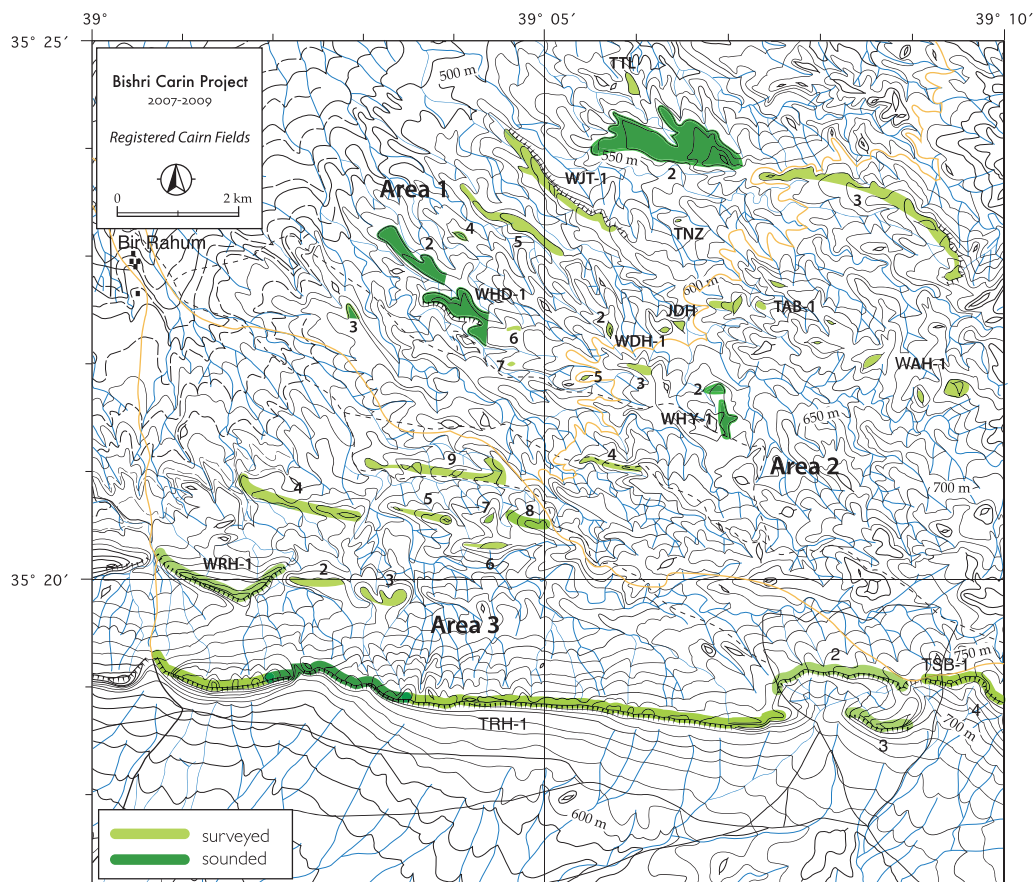 39°
39° 05′
39° 10′
35° 25′
Bishri Carin Project
2007-2009
Registered Cairn Fields
0
2 km
500 m
TTL
550 m
2
WJT-1
Area 1
3
4
5
2
TNZ
Bir Rahum
600 m
WHD-1
JDH
TAB-1
3
2
6
WDH-1
7
5
3
WAH-1
2
WHY-1
650 m
9
4
Area 2
4
700 m
5
7
8
6
WRH-1
2
35° 20′
3
Area 3
2
750 m
TSB-1
4
TRH-1
700 m
3
600 m
surveyed
sounded